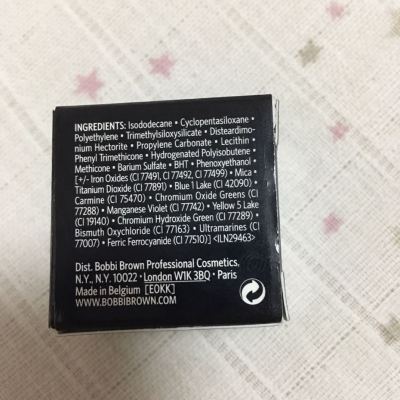 INGREDIENTS: Isododecane • Cyclopentasiloxane •
Polyethylene • Trimethylsiloxysilicate • Disteardimo-
nium Hectorite • Propylene Carbonate • Lecithin •
Phenyl Trimethicone • Hydrogenated Polyisobutene •
Methicone • Barium Sulfate • BHT • Phenoxyethanol •
[+/- Iron Oxides (CI 77491, CI 77492, CI 77499) • Mica •
Titanium Dioxide (CI 77891) • Blue 1 Lake (CI 42090) •
Carmine (CI 75470) • Chromium Oxide Greens (CI
77288) • Manganese Violet (CI 77742) • Yellow 5 Lake
(CI 19140) • Chromium Hydroxide Green (CI 77289) •
Bismuth Oxychloride (CI 77163) • Ultramarines (CI
77007) • Ferric Ferrocyanide (CI 77510)] <ILN29463>
Dist. Bobbi Brown Professional Cosmetics,
N.Y., N.Y. 10022 • London W1K 3BQ • Paris
Made in Belgium [E0KK]
WWW.BOBBIBROWN.COM